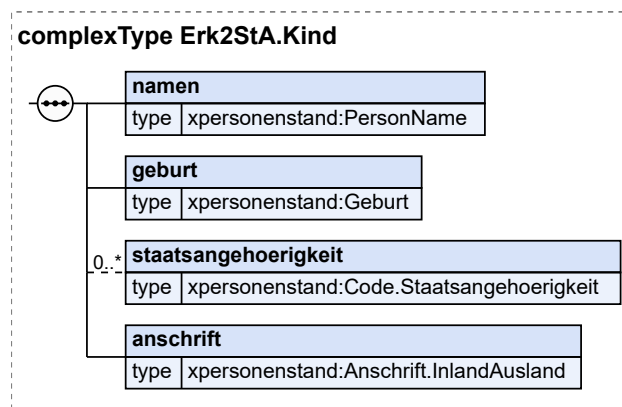 complexType Erk2StA.Kind
namen
type xpersonenstand:PersonName
geburt
type xpersonenstand:Geburt
0..*
staatsangehoerigkeit
type xpersonenstand:Code.Staatsangehoerigkeit
anschrift
type xpersonenstand:Anschrift.InlandAusland